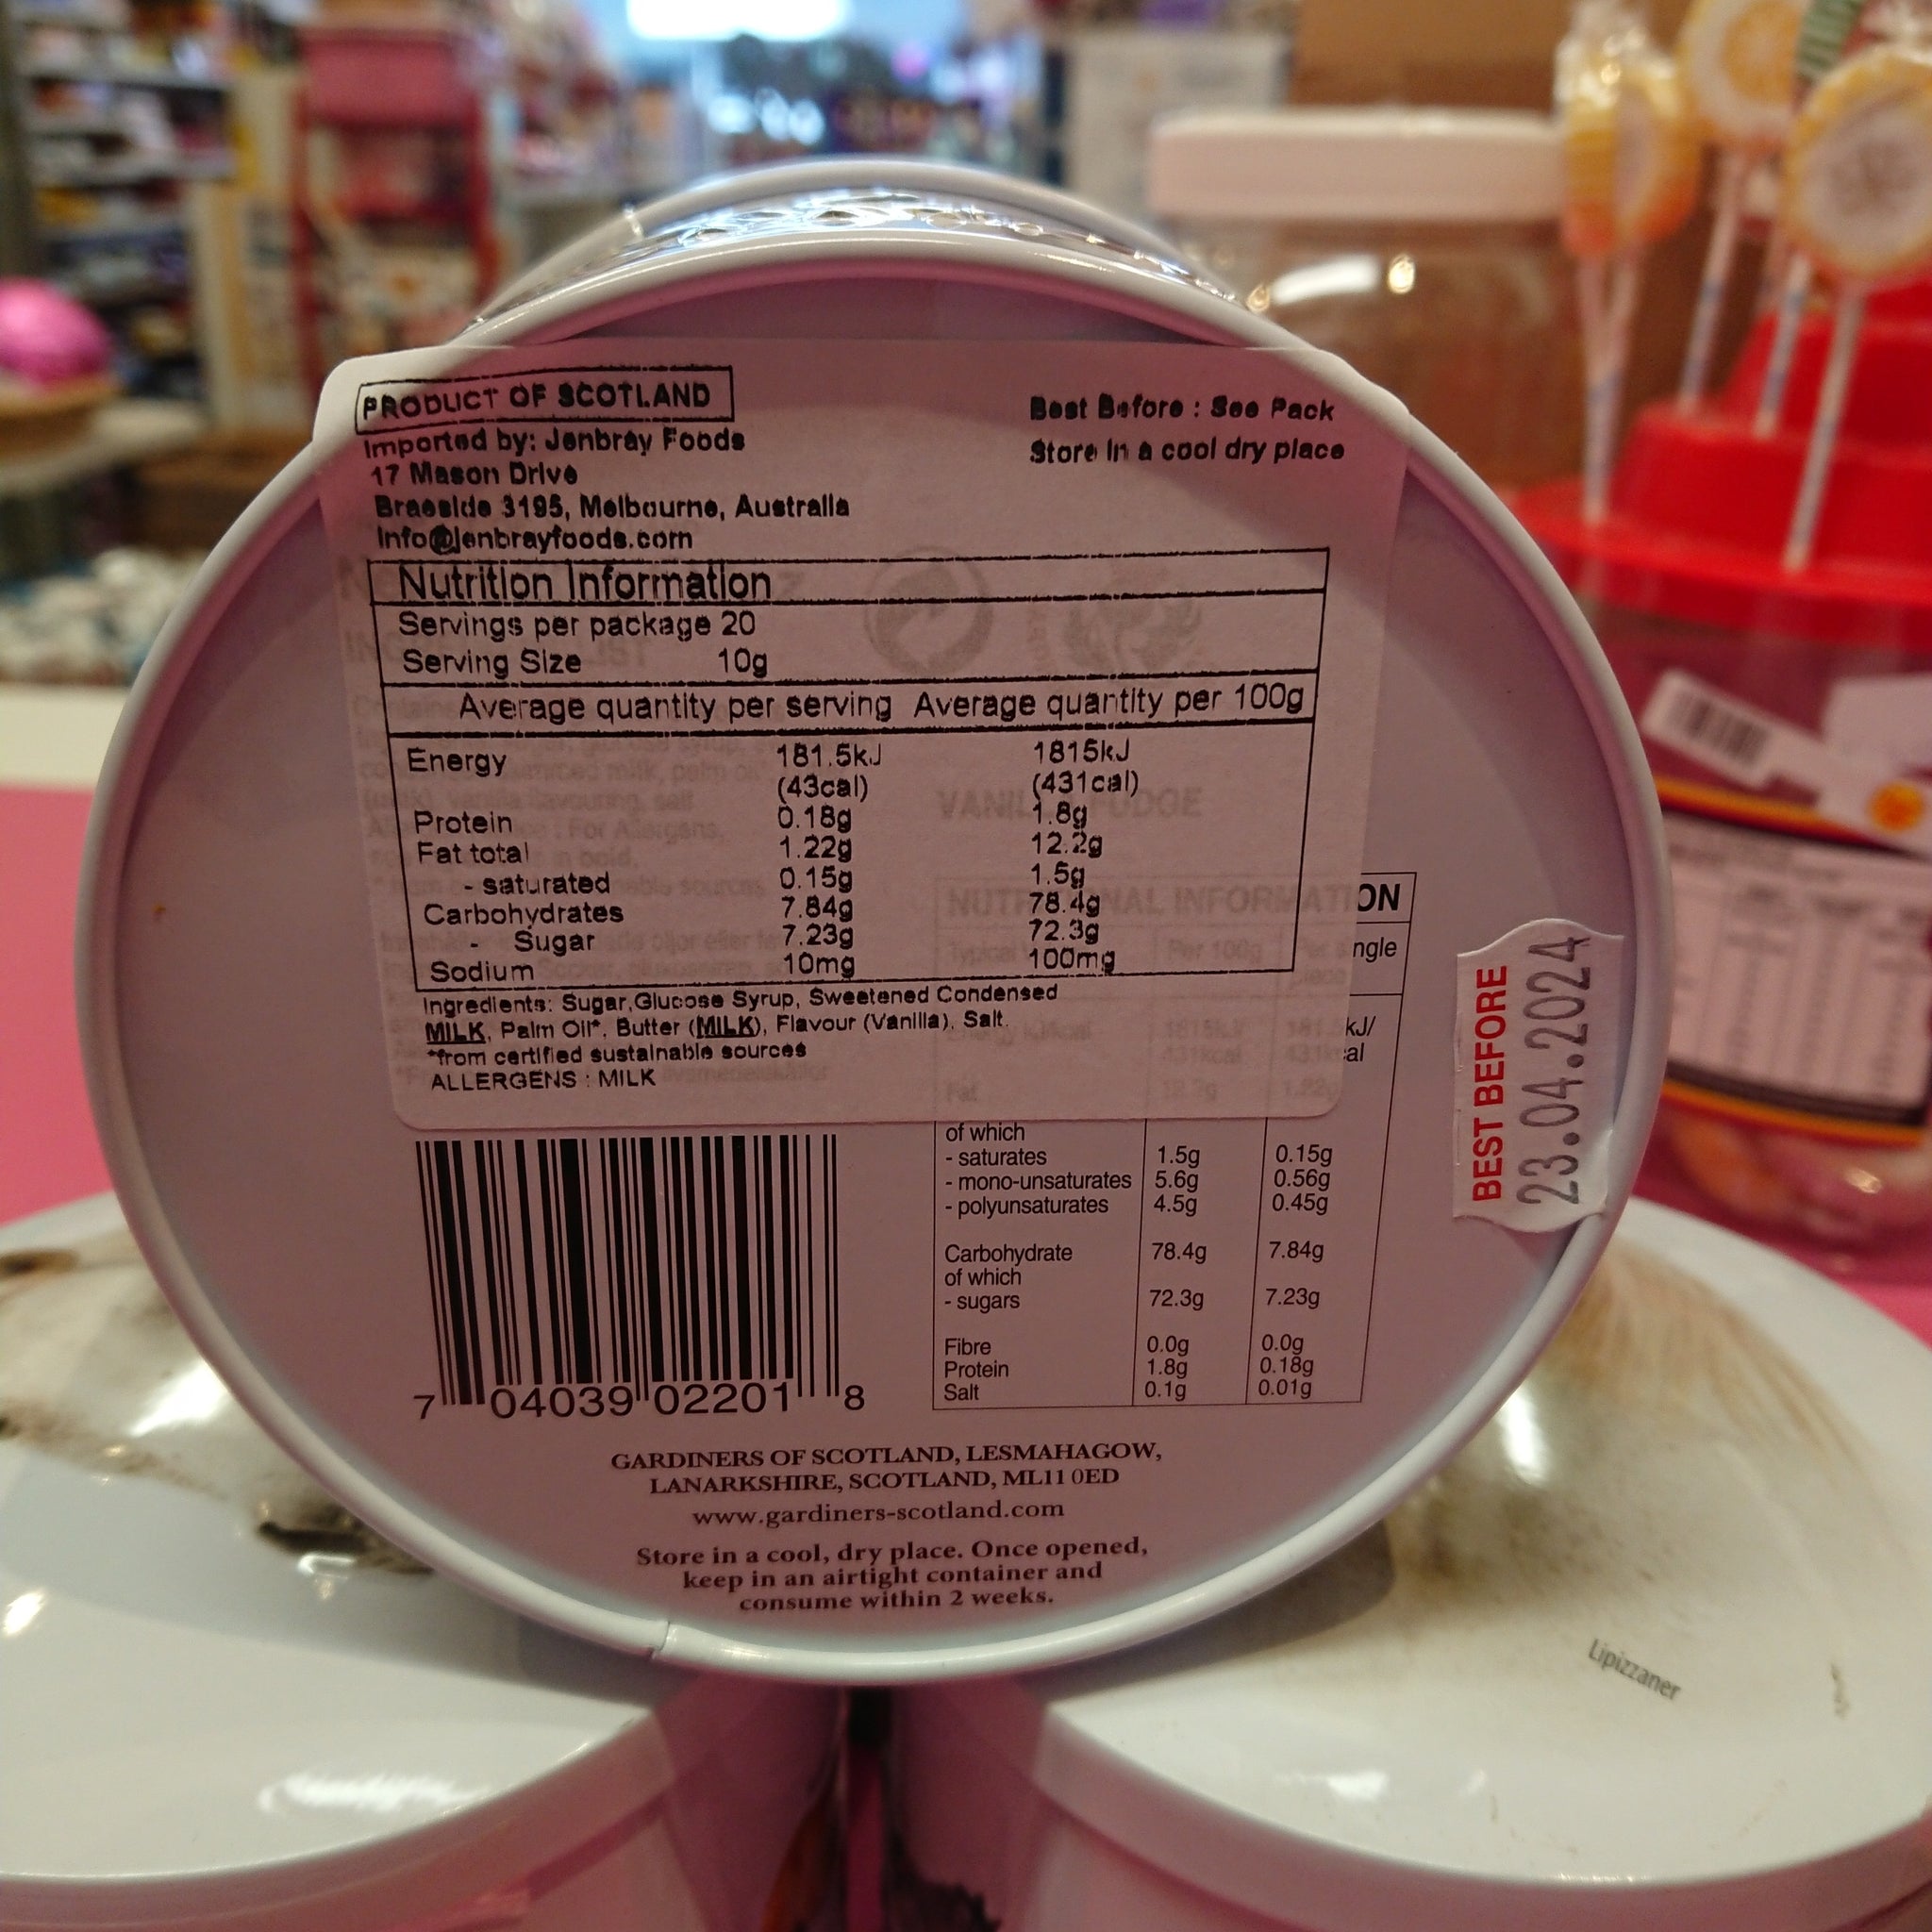 PRODUCT OF SCOTLAND
Imported by: Jenbray Foods
17 Mason Drive
Braeside 3195, Melbourne, Australia
Info@jenbrayfoods.com
Best Before : See Pack
Store in a cool dry place
Nutrition Information
Servings per package 20
Serving Size 10g
Average quantity per serving Average quantity per 100g
Energy 181.5kJ 1815kJ
(43cal) (431cal)
Protein 0.18g 1.8g
Fat total 1.22g 12.2g
- saturated 0.15g 1.5g
Carbohydrates 7.84g 78.4g
- Sugar 7.23g 72.3g
Sodium 10mg 100mg
Ingredients: Sugar,Glucose Syrup, Sweetened Condensed
MILK, Palm Oil*, Butter (MILK), Flavour (Vanilla), Salt.
*from certified sustainable sources
ALLERGENS : MILK
VANILLA FUDGE
NUTRITIONAL INFORMATION
Per 100g
of which
- saturates 1.5g 0.15g
- mono-unsaturates 5.6g 0.56g
- polyunsaturates 4.5g 0.45g
Carbohydrate 78.4g 7.84g
of which
- sugars 72.3g 7.23g
Fibre 0.0g 0.0g
Protein 1.8g 0.18g
Salt 0.1g 0.01g
7 04039 02201 8
BEST BEFORE
23.04.2024
GARDINERS OF SCOTLAND, LESMAHAGOW,
LANARKSHIRE, SCOTLAND, ML11 0ED
www.gardiners-scotland.com
Store in a cool, dry place. Once opened,
keep in an airtight container and
consume within 2 weeks.
Lipizzaner